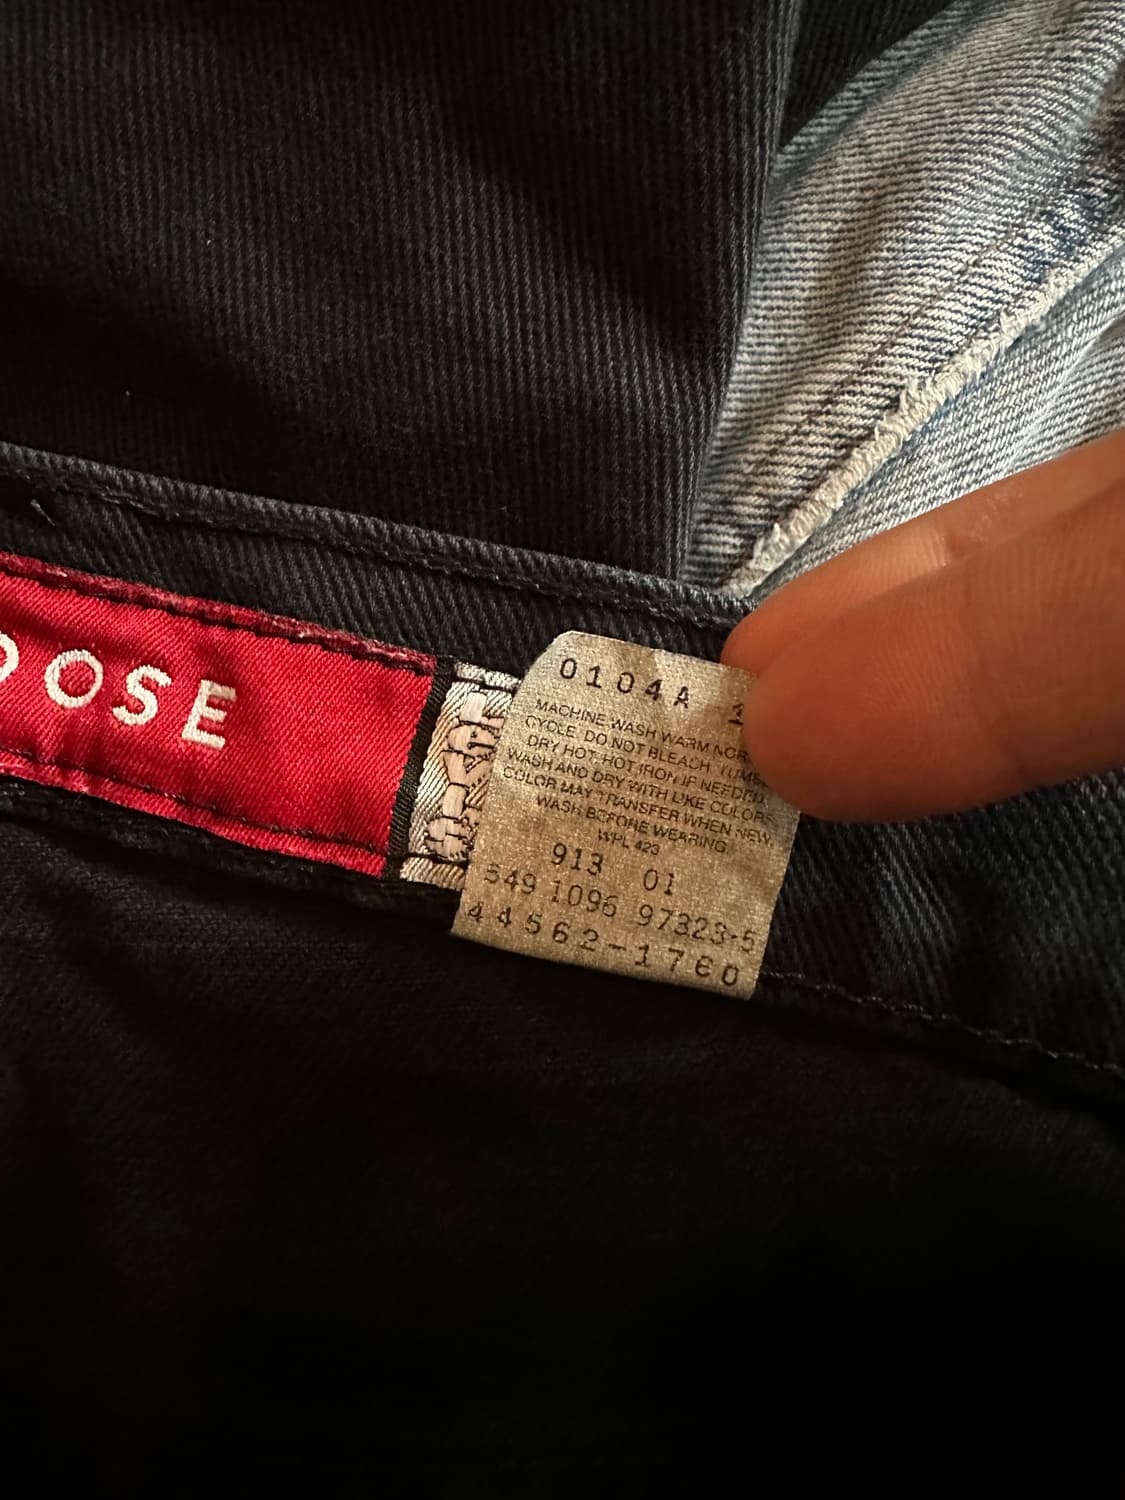 OOSE
0104A
MACHINE WASH WARM NOR
CYCLE. DO NOT BLEACH. TUMB
DRY HOT. HOT IRON IF NEEDED.
WASH AND DRY WITH LIKE COLORS
COLOR MAY TRANSFER WHEN NEW,
WASH BEFORE WEARING.
WPL 423
913 01
549 1096 97323-5
44562-1760